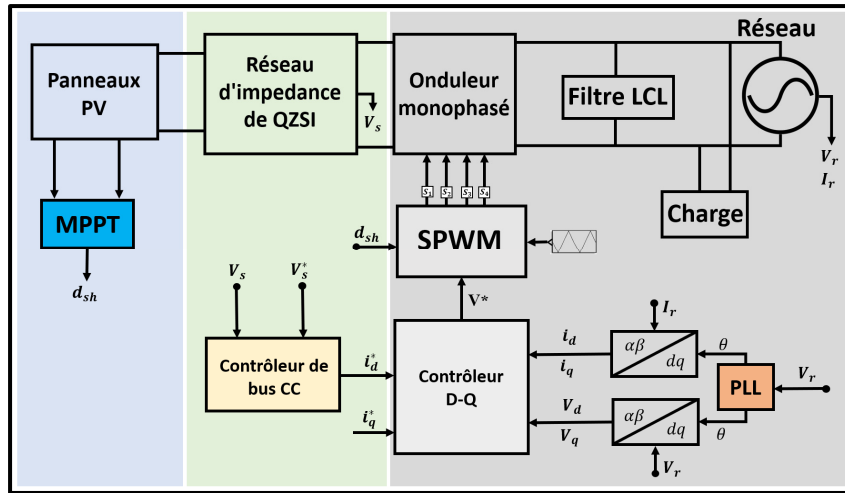 Réseau
Panneaux
PV
Réseau
d'impedance
de QZSI
V_s
Onduleur
monophasé
Filtre LCL
V_r
I_r
S_1
S_2
S_3
S_4
Charge
MPPT
d_sh
d_sh
SPWM
V_s
V_s^*
V*
I_r
Contrôleur de
bus CC
i_d^*
i_q^*
Contrôleur
D-Q
i_d
i_q
αβ
dq
θ
PLL
V_r
V_d
V_q
αβ
dq
θ
V_r